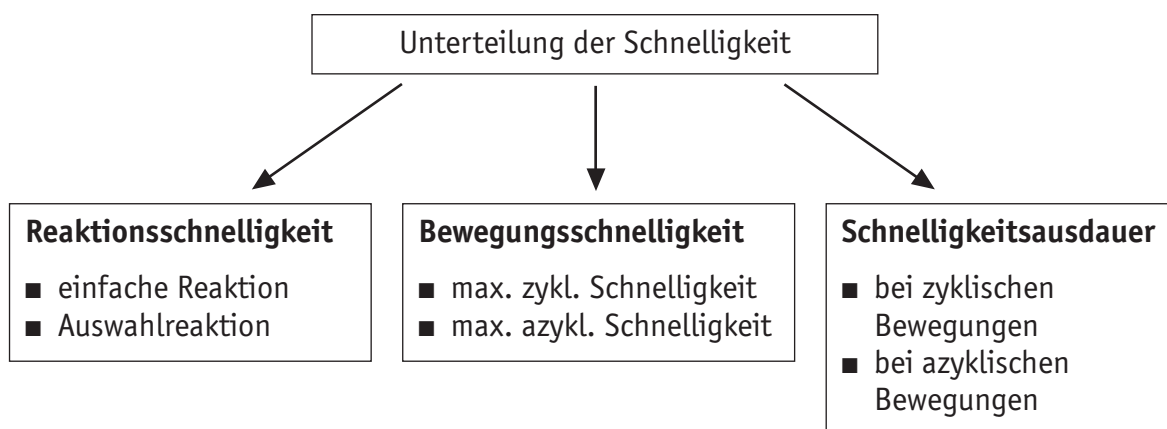 Unterteilung der Schnelligkeit
Reaktionsschnelligkeit
■ einfache Reaktion
■ Auswahlreaktion
Bewegungsschnelligkeit
■ max. zykl. Schnelligkeit
■ max. azykl. Schnelligkeit
Schnelligkeitsausdauer
■ bei zyklischen
Bewegungen
■ bei azyklischen
Bewegungen